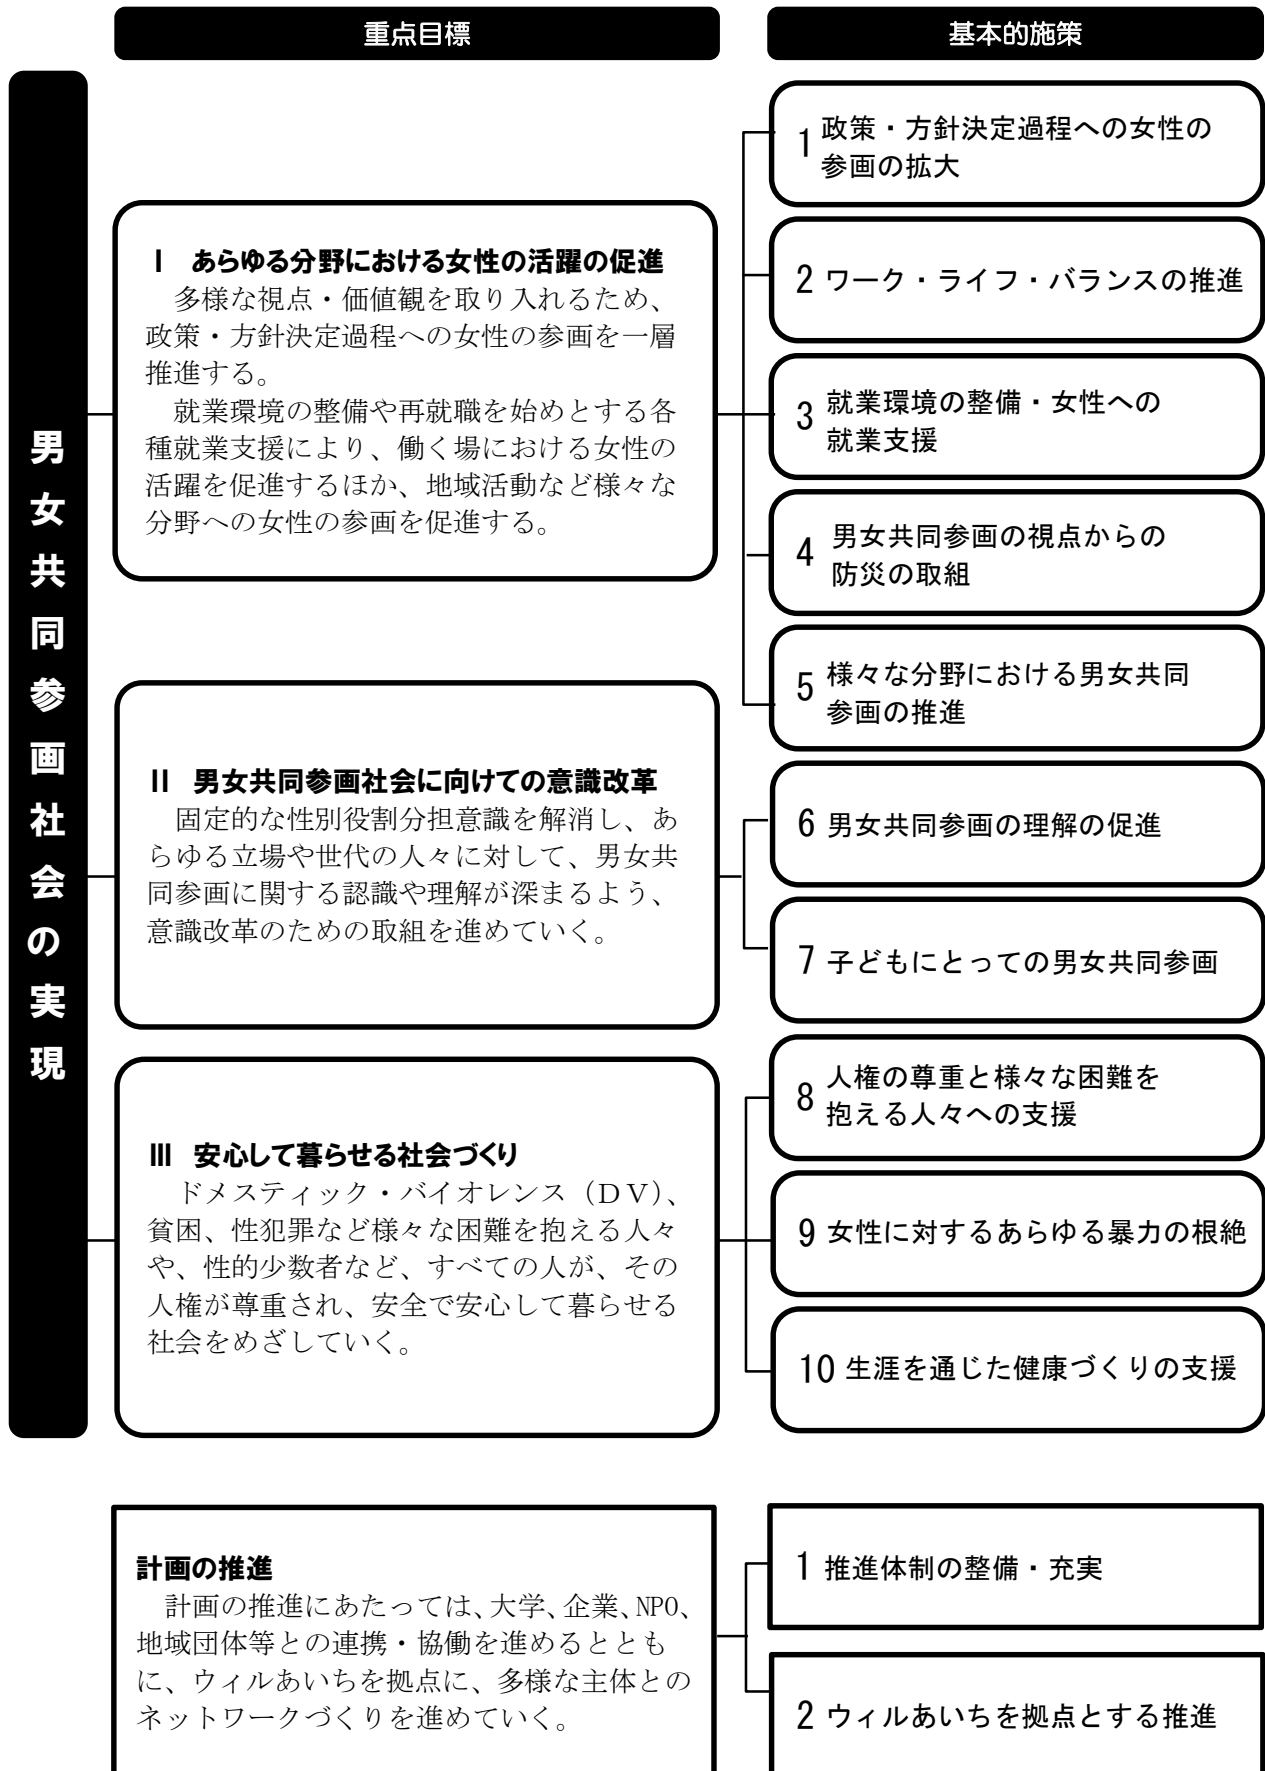 重点目標
基本的施策
男女共同参画社会の実現
Ⅰ あらゆる分野における女性の活躍の促進
多様な視点・価値観を取り入れるため、
政策・方針決定過程への女性の参画を一層
推進する。
就業環境の整備や再就職を始めとする各
種就業支援により、働く場における女性の
活躍を促進するほか、地域活動など様々な
分野への女性の参画を促進する。
1 政策・方針決定過程への女性の
参画の拡大
2 ワーク・ライフ・バランスの推進
3 就業環境の整備・女性への
就業支援
4 男女共同参画の視点からの
防災の取組
5 様々な分野における男女共同
参画の推進
Ⅱ 男女共同参画社会に向けての意識改革
固定的な性別役割分担意識を解消し、あ
らゆる立場や世代の人々に対して、男女共
同参画に関する認識や理解が深まるよう、
意識改革のための取組を進めていく。
6 男女共同参画の理解の促進
7 子どもにとっての男女共同参画
Ⅲ 安心して暮らせる社会づくり
ドメスティック・バイオレンス（ＤＶ）、
貧困、性犯罪など様々な困難を抱える人々
や、性的少数者など、すべての人が、その
人権が尊重され、安全で安心して暮らせる
社会をめざしていく。
8 人権の尊重と様々な困難を
抱える人々への支援
9 女性に対するあらゆる暴力の根絶
10 生涯を通じた健康づくりの支援
計画の推進
計画の推進にあたっては、大学、企業、NPO、
地域団体等との連携・協働を進めるととも
に、ウィルあいちを拠点に、多様な主体との
ネットワークづくりを進めていく。
1 推進体制の整備・充実
2 ウィルあいちを拠点とする推進